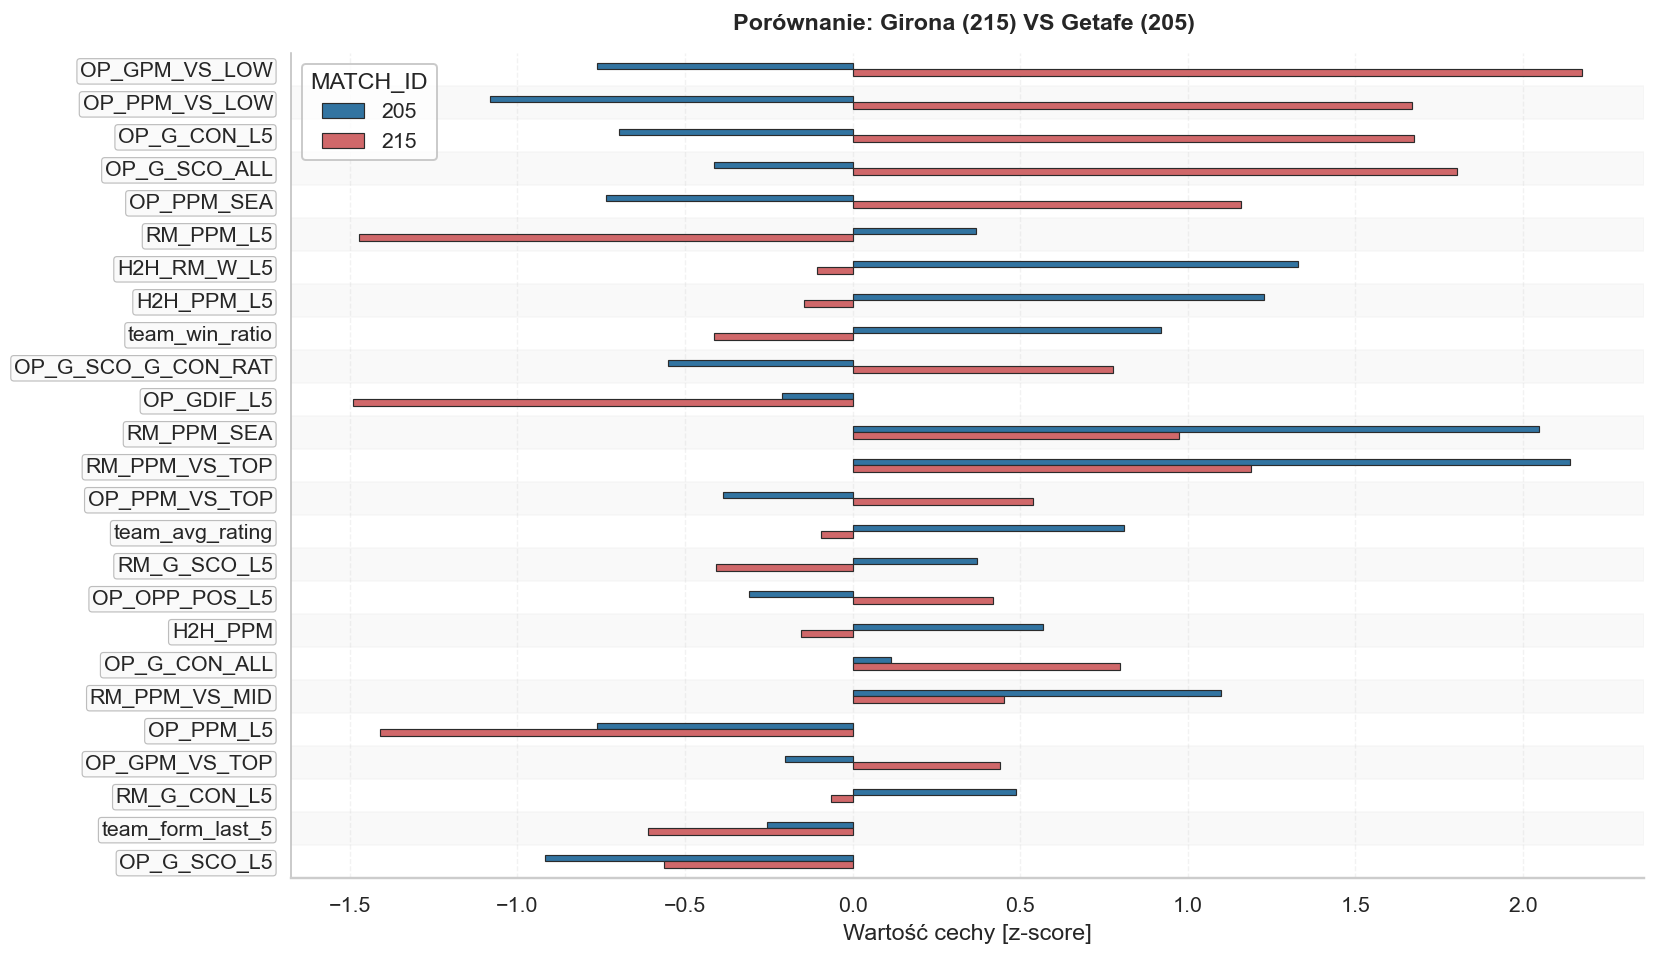 Porównanie: Girona (215) VS Getafe (205)
MATCH_ID
205
215
OP_GPM_VS_LOW
OP_PPM_VS_LOW
OP_G_CON_L5
OP_G_SCO_ALL
OP_PPM_SEA
RM_PPM_L5
H2H_RM_W_L5
H2H_PPM_L5
team_win_ratio
OP_G_SCO_G_CON_RAT
OP_GDIF_L5
RM_PPM_SEA
RM_PPM_VS_TOP
OP_PPM_VS_TOP
team_avg_rating
RM_G_SCO_L5
OP_OPP_POS_L5
H2H_PPM
OP_G_CON_ALL
RM_PPM_VS_MID
OP_PPM_L5
OP_GPM_VS_TOP
RM_G_CON_L5
team_form_last_5
OP_G_SCO_L5
−1.5 −1.0 −0.5 0.0 0.5 1.0 1.5 2.0
Wartość cechy [z-score]